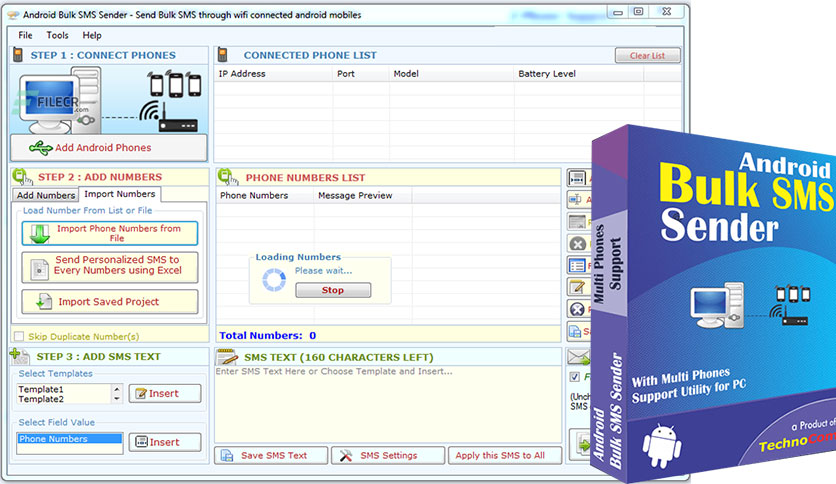 Android Bulk SMS Sender - Send Bulk SMS through wifi connected android mobiles
File Tools Help
STEP 1 : CONNECT PHONES
FILECR
.com
Add Android Phones
CONNECTED PHONE LIST
Clear List
IP Address Port Model Battery Level
STEP 2 : ADD NUMBERS
Add Numbers Import Numbers
Load Number From List or File
Import Phone Numbers from
File
Send Personalized SMS to
Every Numbers using Excel
Import Saved Project
Skip Duplicate Number(s)
PHONE NUMBERS LIST
Phone Numbers Message Preview
Loading Numbers
Please wait...
Stop
Total Numbers: 0
STEP 3 : ADD SMS TEXT
Select Templates
Template1
Template2
Insert
Select Field Value
Phone Numbers
Insert
SMS TEXT (160 CHARACTERS LEFT)
Enter SMS Text Here or Choose Template and Insert...
Save SMS Text
SMS Settings
Apply this SMS to All
SMS
Android
Bulk SMS
Sender
With Multi Phones
Support Utility for PC
a Product of
Multi Phones
Support
Android
Bulk SMS Sender